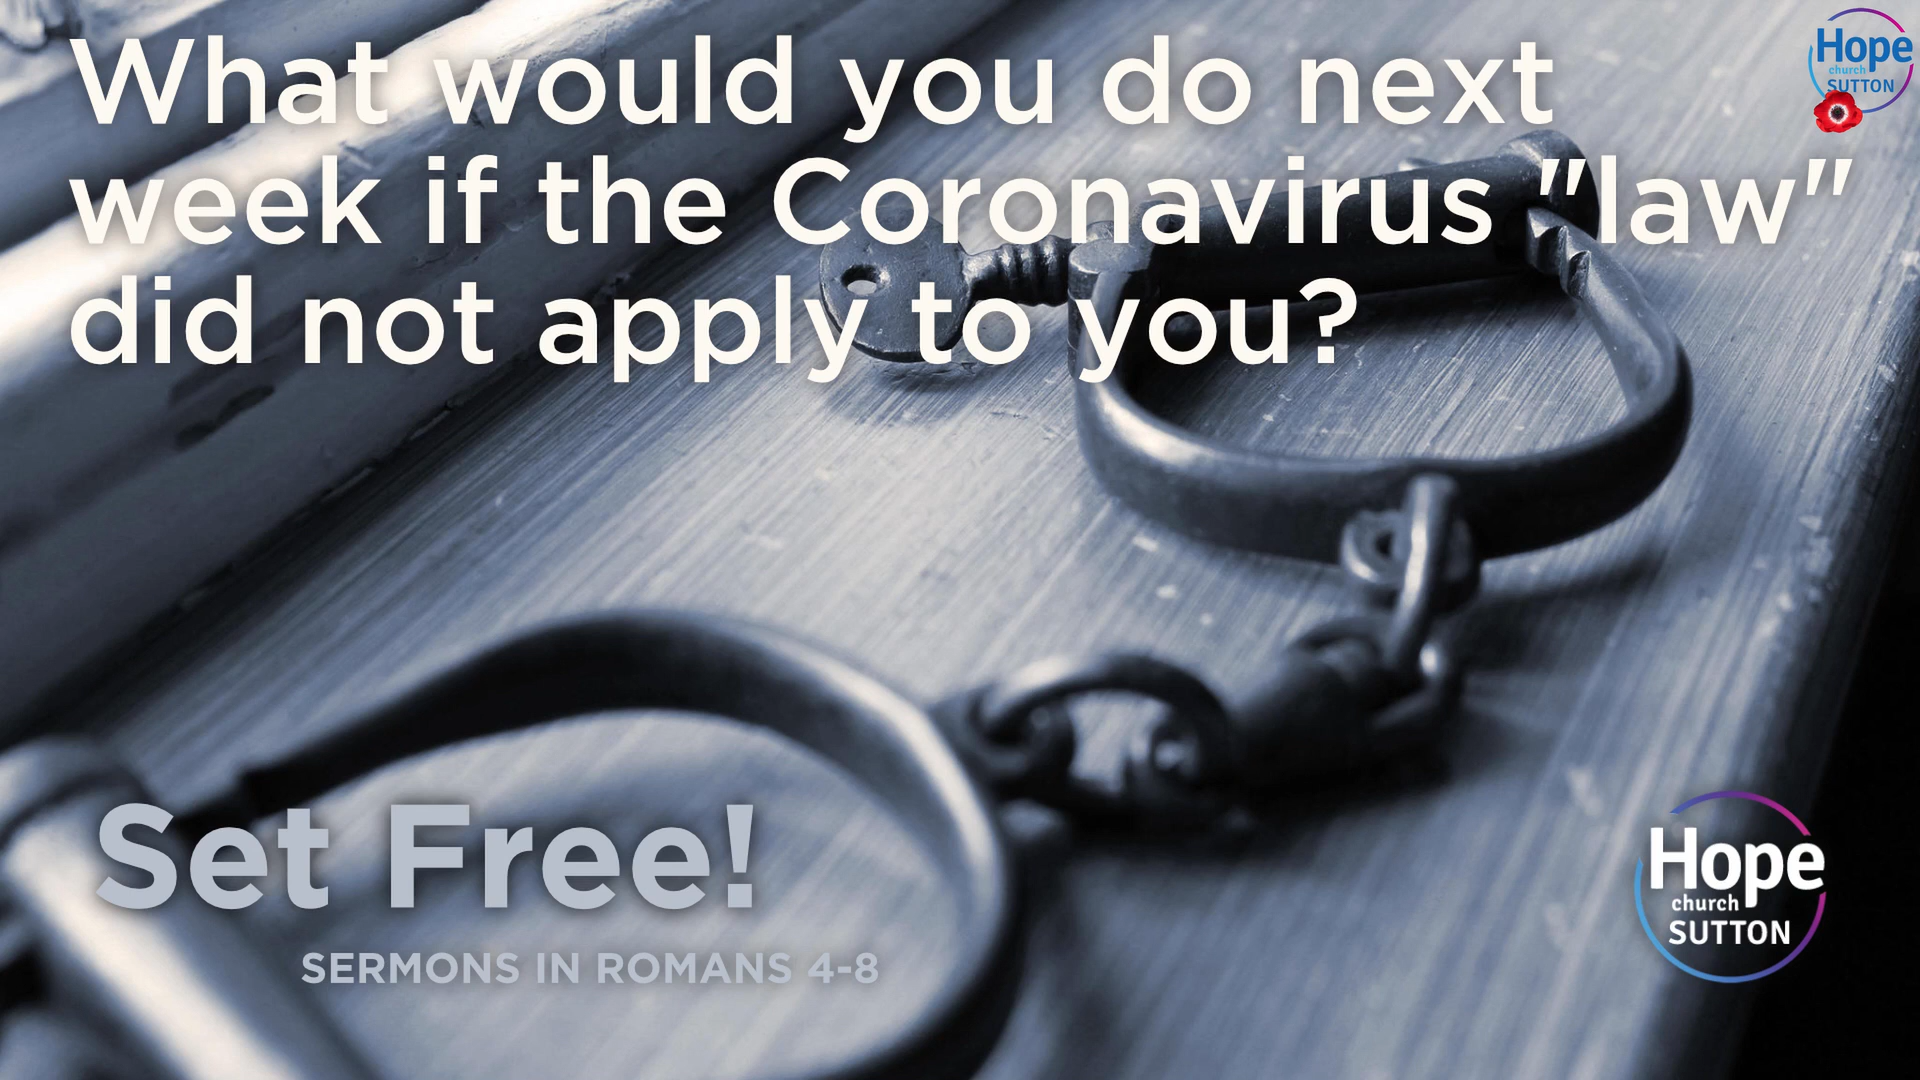 What would you do next
week if the Coronavirus "law"
did not apply to you?
Hope
church
SUTTON
Set Free!
SERMONS IN ROMANS 4-8
Hope
church
SUTTON